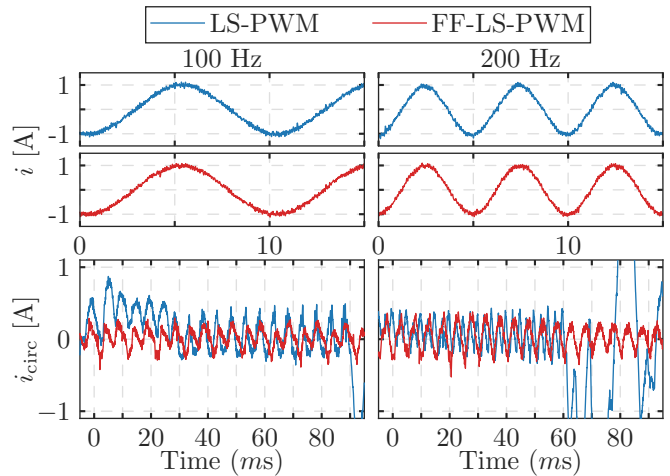 LS-PWM FF-LS-PWM
100 Hz 200 Hz
1
-1
1
-1
i [A]
0 10 0 10
1
0
−1
i_circ [A]
0 20 40 60 80 0 20 40 60 80
Time (ms) Time (ms)